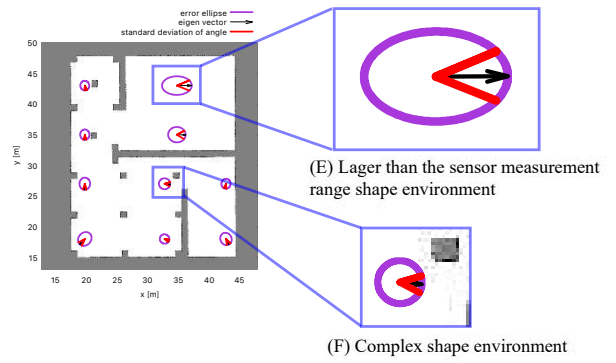 error ellipse
eigen vector
standard deviation of angle
50
45
40
35
30
25
20
15
y [m]
15 20 25 30 35 40 45
x [m]
(E) Lager than the sensor measurement
range shape environment
(F) Complex shape environment